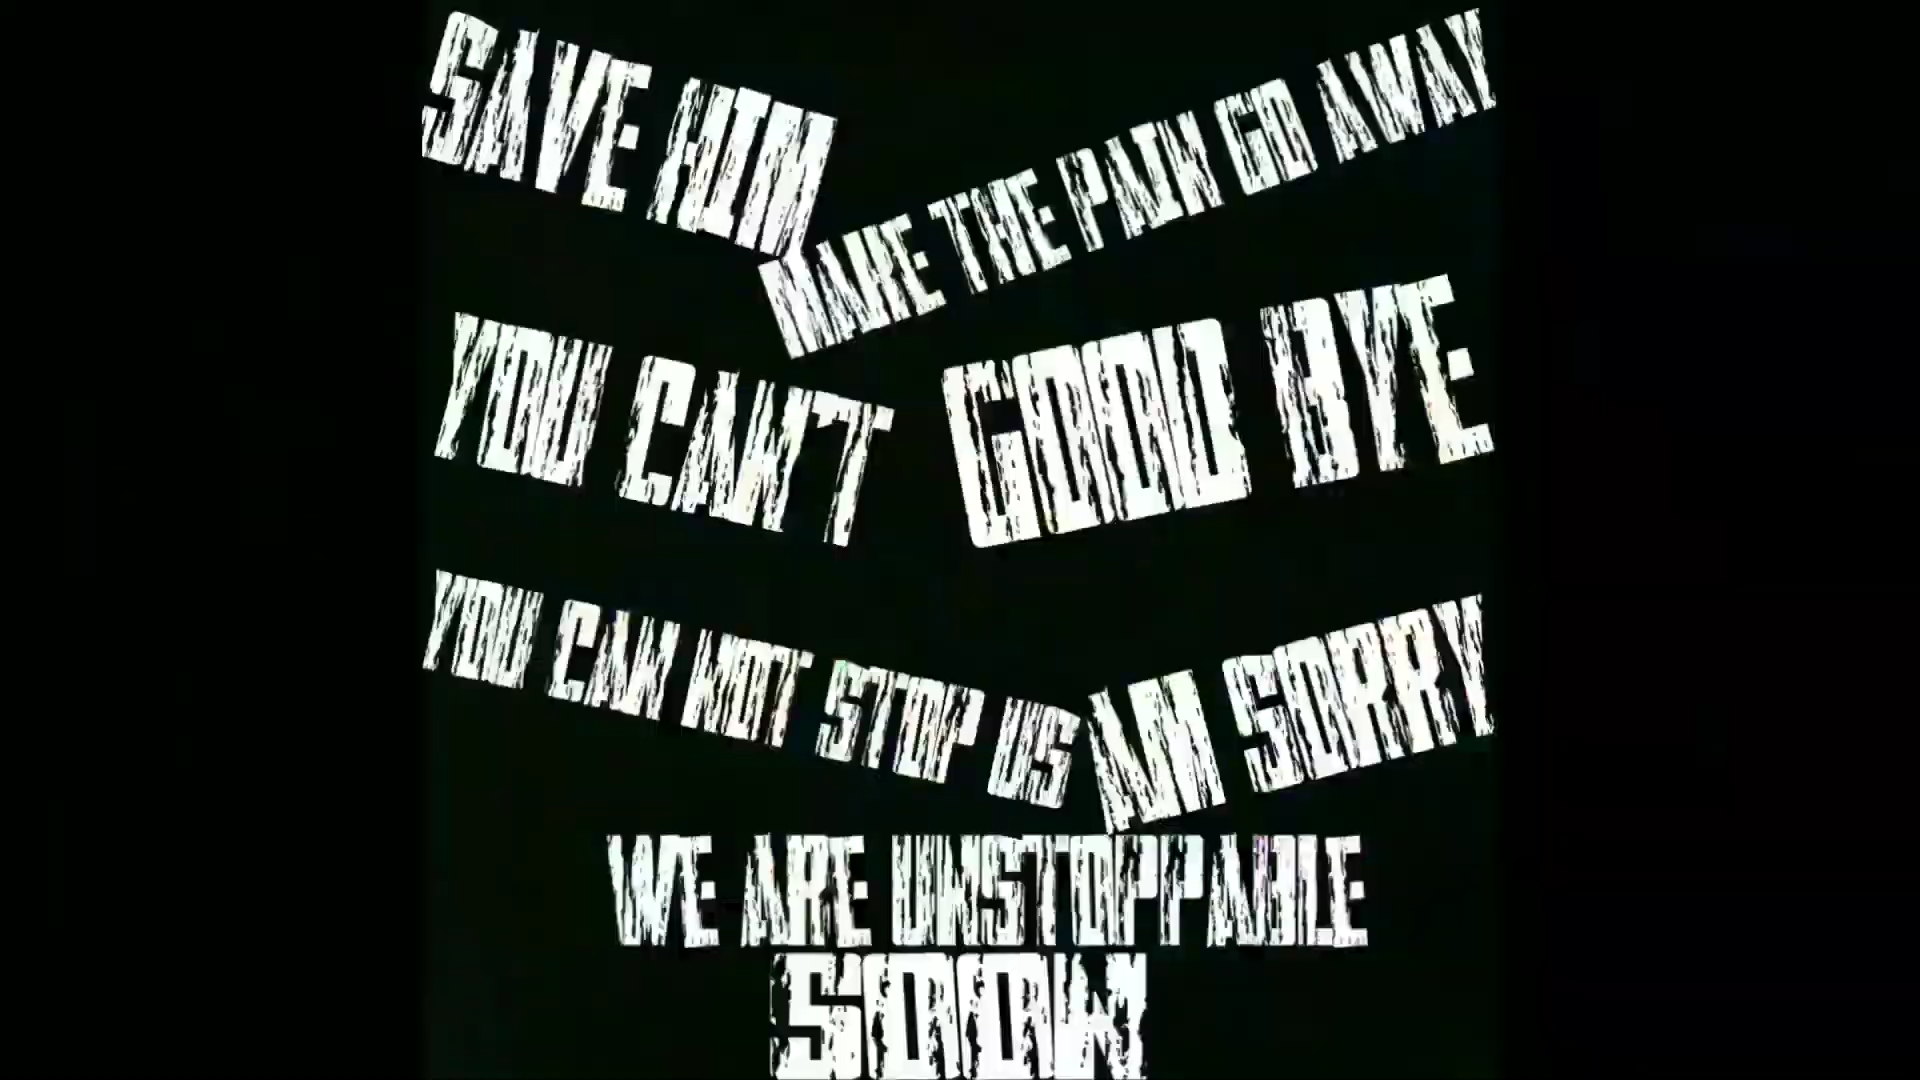 SAVE HIM
MAKE THE PAIN GO AWAY
YOU CAN'T
GOOD BYE
YOU CAN NOT STOP US
AM SORRY
WE ARE UNSTOPPABLE
SOON